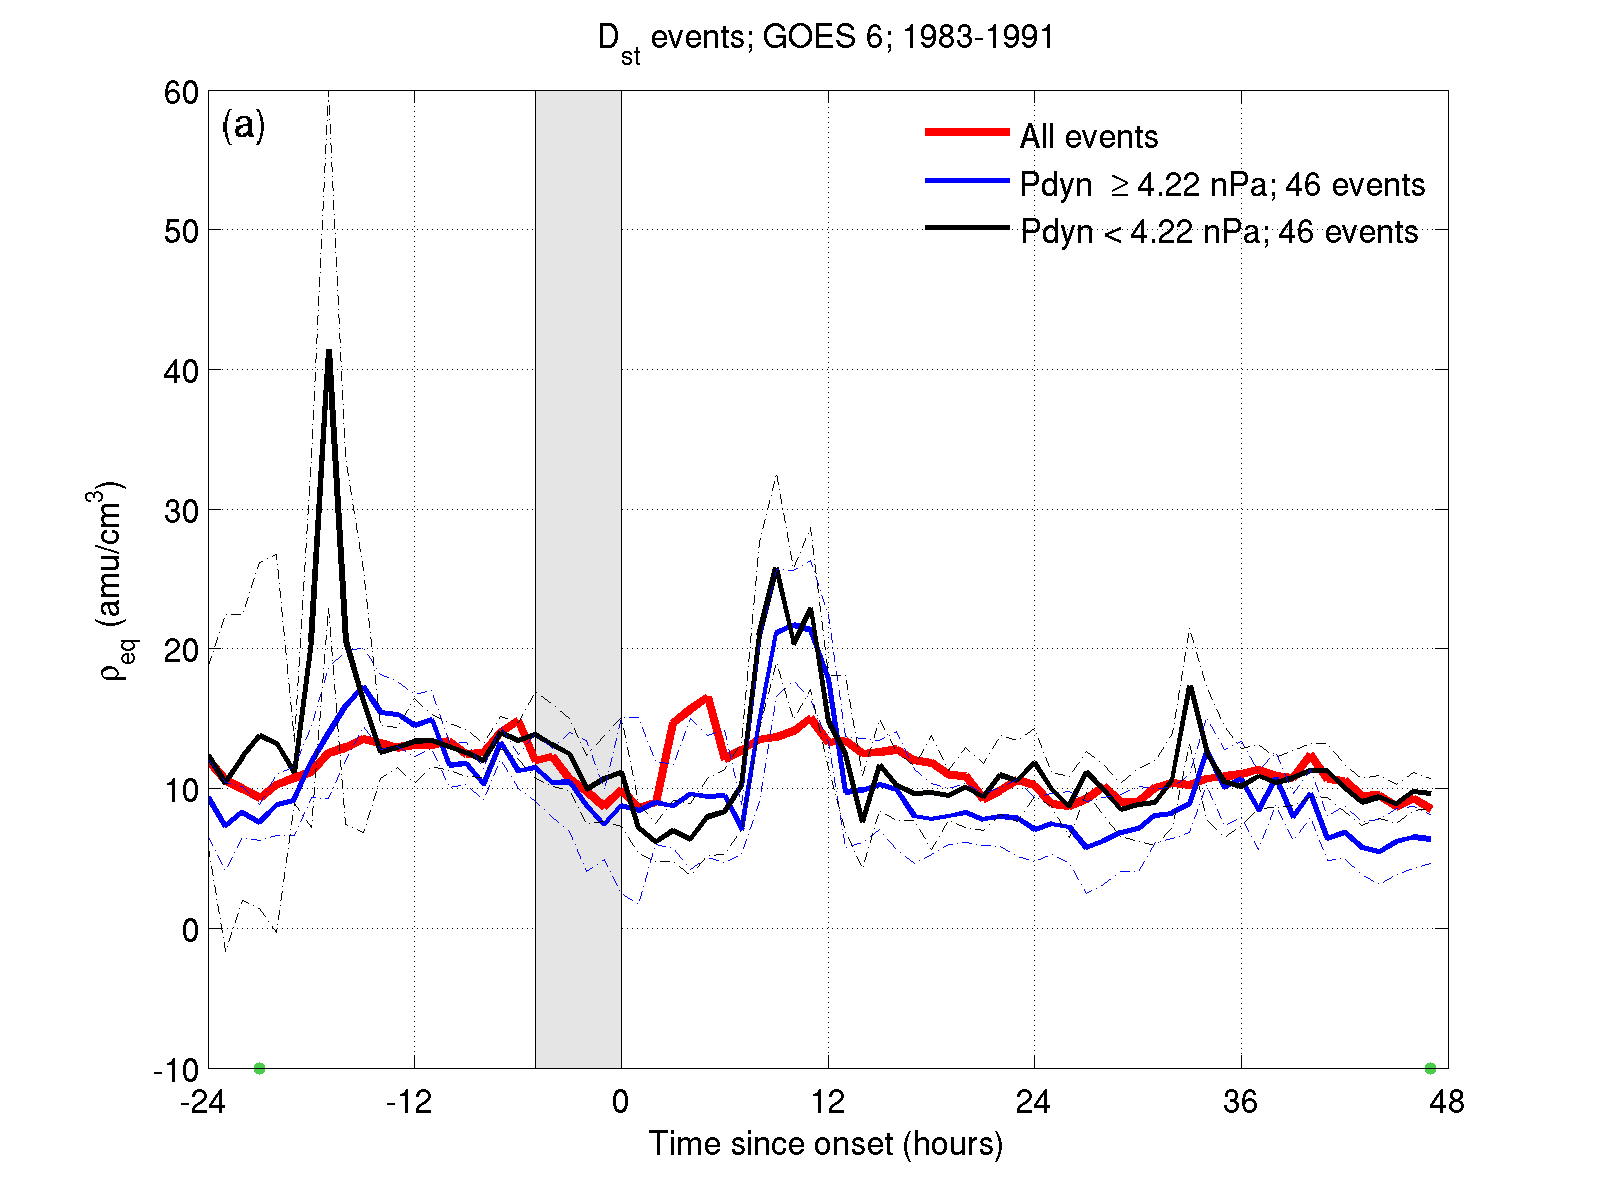 D_st events; GOES 6; 1983-1991
(a)
All events
Pdyn ≥ 4.22 nPa; 46 events
Pdyn < 4.22 nPa; 46 events
60
50
40
30
20
10
0
-10
ρ_eq (amu/cm³)
-24 -12 0 12 24 36 48
Time since onset (hours)